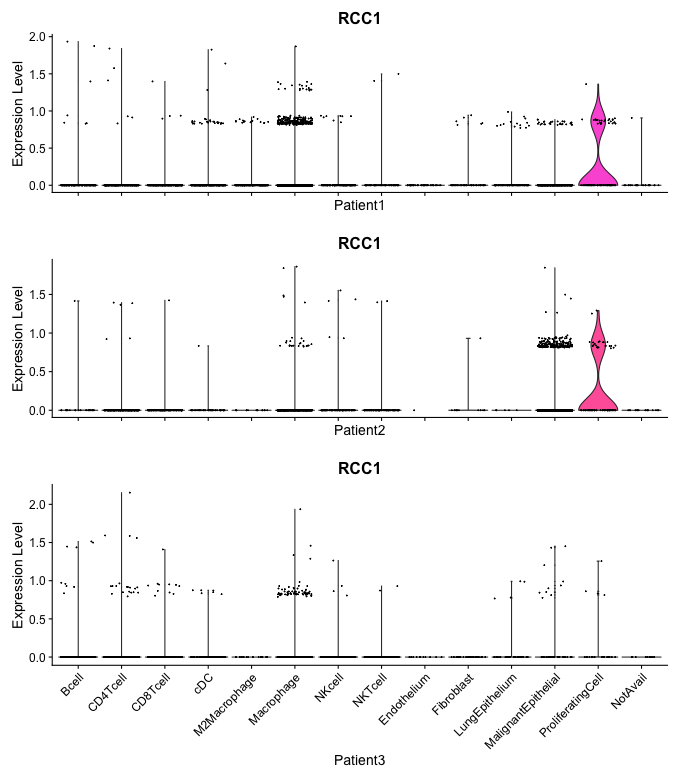 RCC1
2.0
1.5
1.0
0.5
0.0
Expression Level
Patient1
RCC1
1.5
1.0
0.5
0.0
Expression Level
Patient2
RCC1
2.0
1.5
1.0
0.5
0.0
Expression Level
Bcell
CD4Tcell
CD8Tcell
cDC
M2Macrophage
Macrophage
NKcell
NKTcell
Endothelium
Fibroblast
LungEpithelium
MalignantEpithelial
ProliferatingCell
NotAvail
Patient3